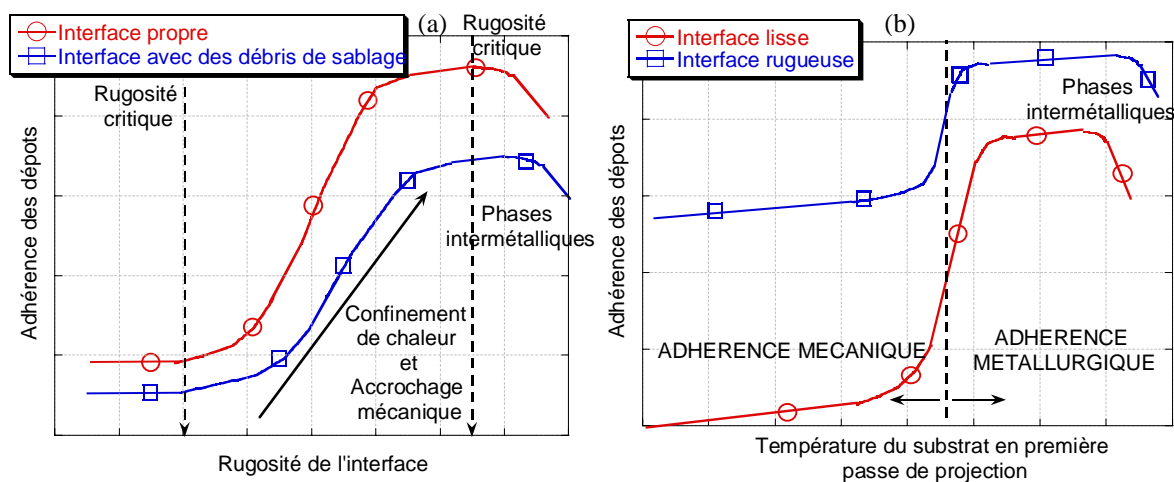 Interface propre
Interface avec des débris de sablage
(a)
Rugosité
critique
Rugosité
critique
Phases
intermétalliques
Confinement
de chaleur
et
Accrochage
mécanique
Adhérence des dépots
Rugosité de l'interface
Interface lisse
Interface rugueuse
(b)
Phases
intermétalliques
ADHERENCE MECANIQUE
ADHERENCE
METALLURGIQUE
Adhérence des dépots
Température du substrat en première
passe de projection